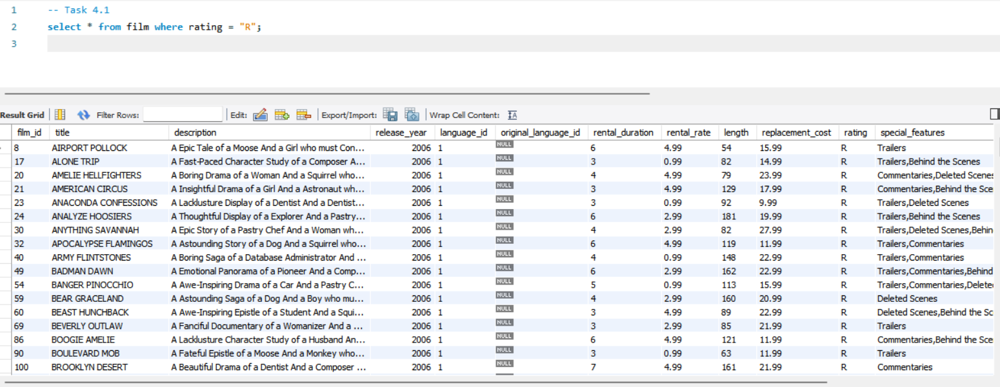 1 -- Task 4.1
2 select * from film where rating = "R";
3
Result Grid Filter Rows: Edit: Export/Import: Wrap Cell Content: IA
film_id title description release_year language_id original_language_id rental_duration rental_rate length replacement_cost rating special_features
8 AIRPORT POLLOCK A Epic Tale of a Moose And a Girl who must Con... 2006 1 NULL 6 4.99 54 15.99 R Trailers
17 ALONE TRIP A Fast-Paced Character Study of a Composer A... 2006 1 NULL 3 0.99 82 14.99 R Trailers,Behind the Scenes
20 AMELIE HELLFIGHTERS A Boring Drama of a Woman And a Squirrel who... 2006 1 NULL 4 4.99 79 23.99 R Commentaries,Deleted Scenes
21 AMERICAN CIRCUS A Insightful Drama of a Girl And a Astronaut wh... 2006 1 NULL 3 4.99 129 17.99 R Commentaries,Behind the Sce
23 ANACONDA CONFESSIONS A Lacklusture Display of a Dentist And a Dentist... 2006 1 NULL 3 0.99 92 9.99 R Trailers,Deleted Scenes
24 ANALYZE HOOSIERS A Thoughtful Display of a Explorer And a Pastry... 2006 1 NULL 6 2.99 181 19.99 R Trailers,Behind the Scenes
30 ANYTHING SAVANNAH A Epic Story of a Pastry Chef And a Woman wh... 2006 1 NULL 4 2.99 82 27.99 R Trailers,Deleted Scenes,Behin
32 APOCALYPSE FLAMINGOS A Astounding Story of a Dog And a Squirrel who... 2006 1 NULL 6 4.99 119 11.99 R Trailers,Commentaries
40 ARMY FLINTSTONES A Boring Saga of a Database Administrator And ... 2006 1 NULL 4 0.99 148 22.99 R Trailers,Commentaries
49 BADMAN DAWN A Emotional Panorama of a Pioneer And a Comp... 2006 1 NULL 6 2.99 162 22.99 R Trailers,Commentaries,Behind
54 BANGER PINOCCHIO A Awe-Inspiring Drama of a Car And a Pastry C... 2006 1 NULL 5 0.99 113 15.99 R Trailers,Commentaries,Delete
59 BEAR GRACELAND A Astounding Saga of a Dog And a Boy who mu... 2006 1 NULL 4 2.99 160 20.99 R Deleted Scenes
60 BEAST HUNCHBACK A Awe-Inspiring Epistle of a Student And a Squi... 2006 1 NULL 3 4.99 89 22.99 R Deleted Scenes,Behind the Sc
69 BEVERLY OUTLAW A Fanciful Documentary of a Womanizer And a ... 2006 1 NULL 3 2.99 85 21.99 R Trailers
86 BOOGIE AMELIE A Lacklusture Character Study of a Husband An... 2006 1 NULL 6 4.99 121 11.99 R Commentaries,Behind the Sce
90 BOULEVARD MOB A Fateful Epistle of a Moose And a Monkey who... 2006 1 NULL 3 0.99 63 11.99 R Trailers
100 BROOKLYN DESERT A Beautiful Drama of a Dentist And a Composer ... 2006 1 NULL 7 4.99 161 21.99 R Commentaries